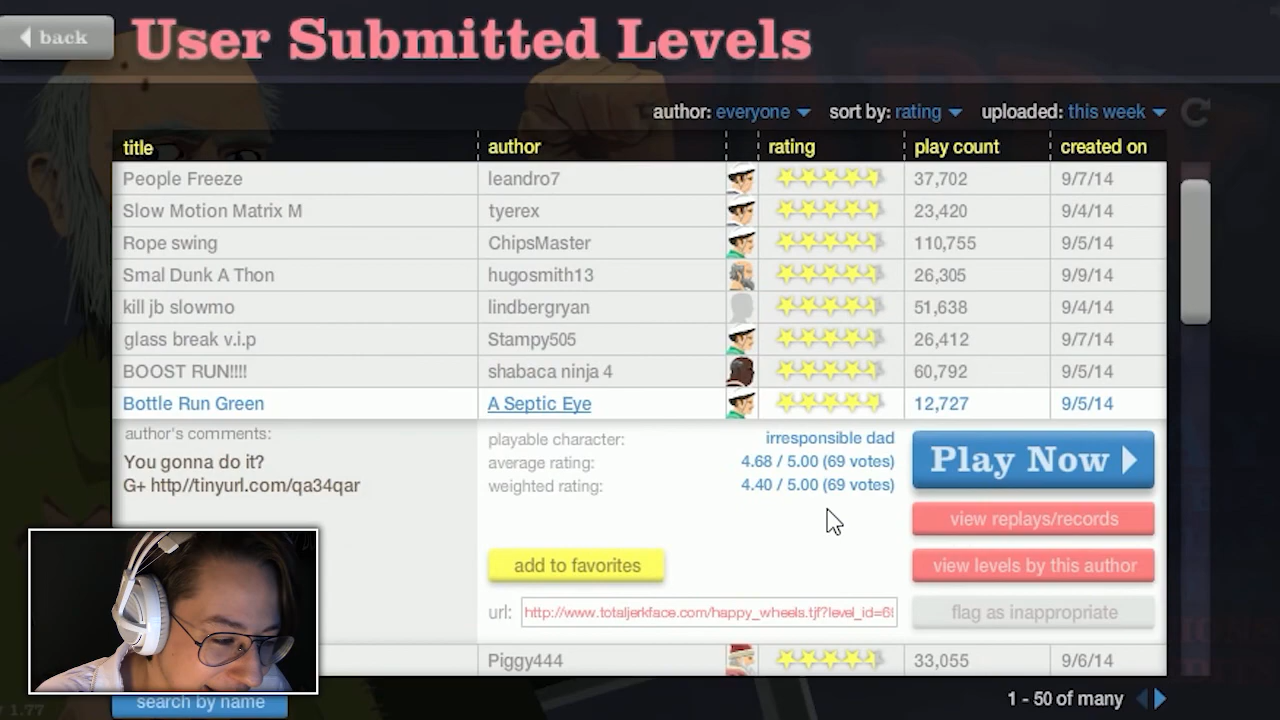 back
User Submitted Levels
author: everyone sort by: rating uploaded: this week
title author rating play count created on
People Freeze leandro7 37,702 9/7/14
Slow Motion Matrix M tyerex 23,420 9/4/14
Rope swing ChipsMaster 110,755 9/5/14
Smal Dunk A Thon hugosmith13 26,305 9/9/14
kill jb slowmo lindbergryan 51,638 9/4/14
glass break v.i.p Stampy505 26,412 9/7/14
BOOST RUN!!!! shabaca ninja 4 60,792 9/5/14
Bottle Run Green A Septic Eye 12,727 9/5/14
author's comments:
You gonna do it?
G+ http//tinyurl.com/qa34qar
playable character: irresponsible dad
average rating: 4.68 / 5.00 (69 votes)
weighted rating: 4.40 / 5.00 (69 votes)
Play Now
view replays/records
add to favorites
view levels by this author
url: http://www.totaljerkface.com/happy_wheels.tjf?level_id=6
flag as inappropriate
Piggy444 33,055 9/6/14
search by name
1 - 50 of many
1.77